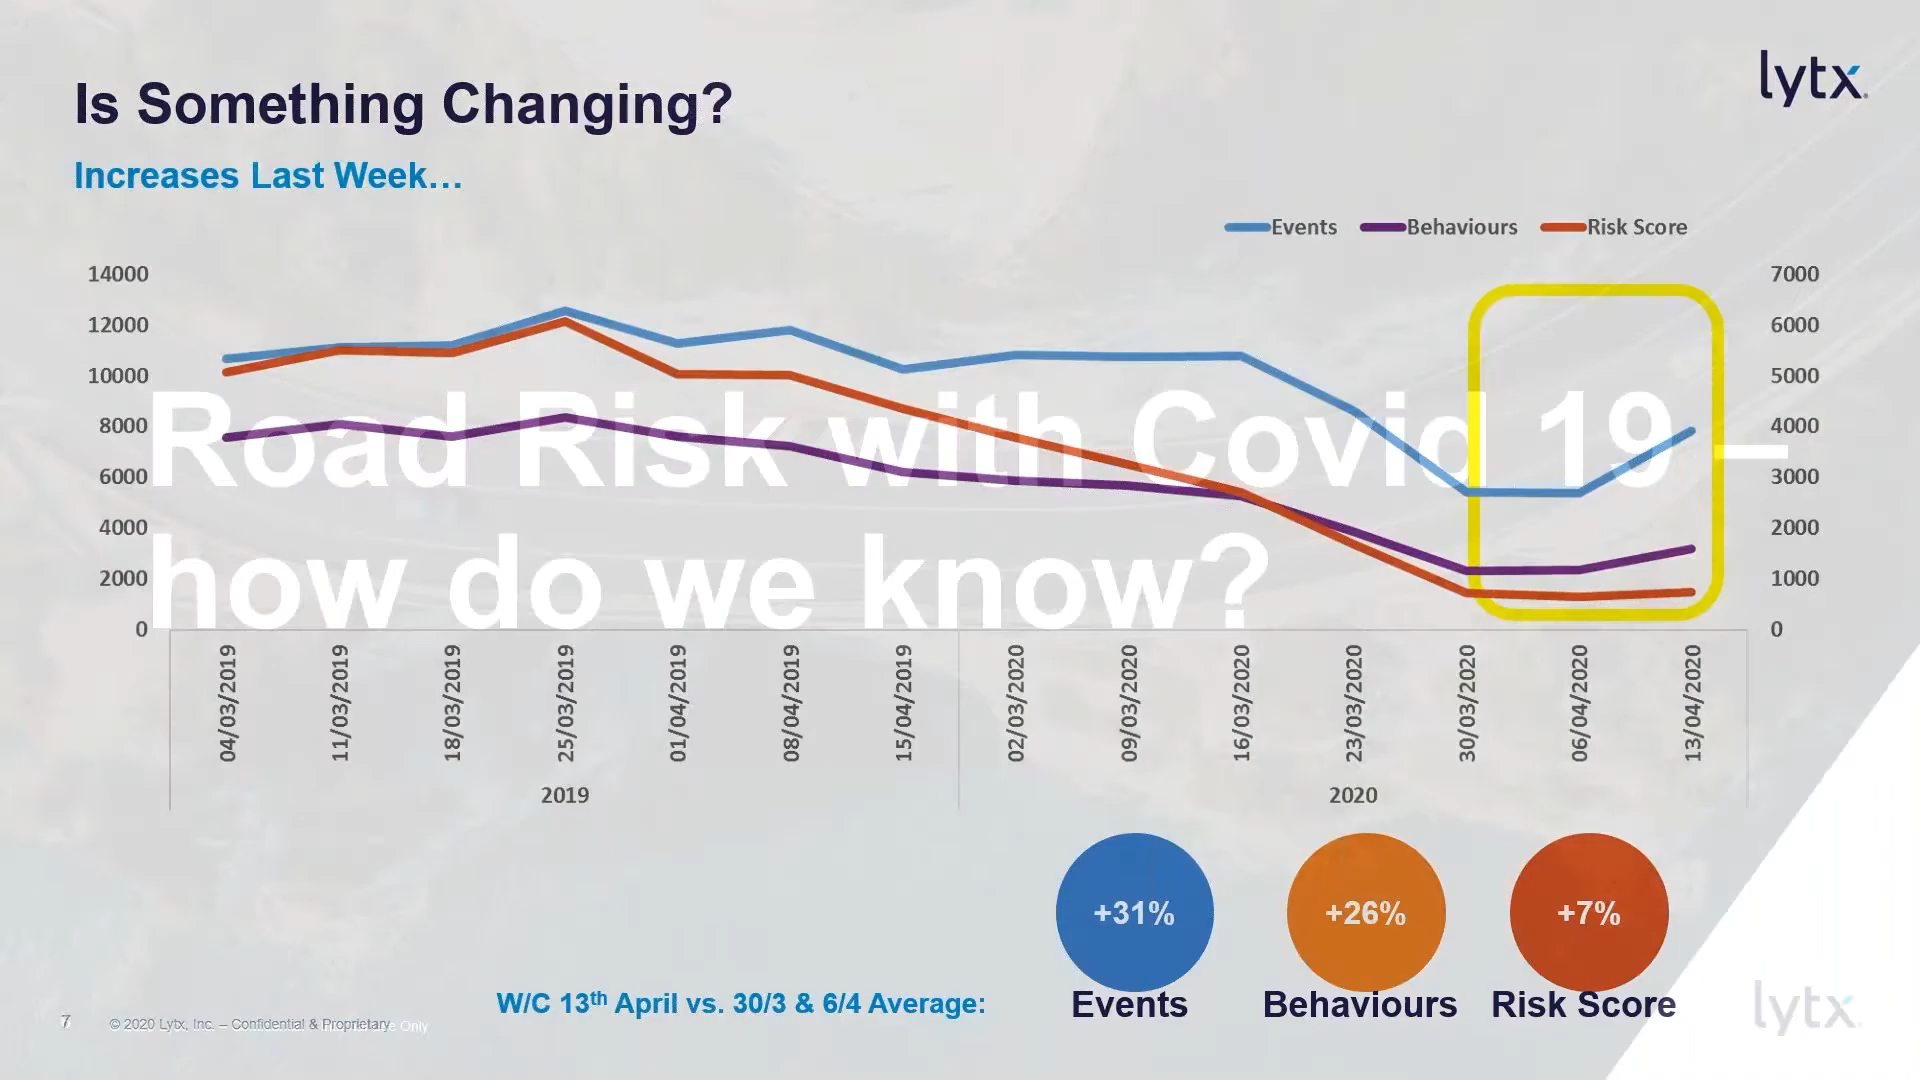 lytx
Is Something Changing?
Increases Last Week…
Events Behaviours Risk Score
14000 7000
12000 6000
10000 5000
8000 4000
6000 3000
4000 2000
2000 1000
0 0
Road Risk with Covid 19 –
how do we know?
04/03/2019 11/03/2019 18/03/2019 25/03/2019 01/04/2019 08/04/2019 15/04/2019 02/03/2020 09/03/2020 16/03/2020 23/03/2020 30/03/2020 06/04/2020 13/04/2020
2019 2020
+31% +26% +7%
W/C 13th April vs. 30/3 & 6/4 Average: Events Behaviours Risk Score
7 © 2020 Lytx, Inc. – Confidential & Proprietary Only
lytx